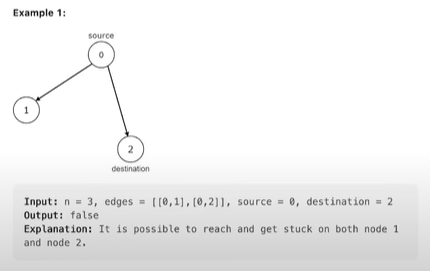 Example 1:
source
0
1
2
destination
Input: n = 3, edges = [[0,1],[0,2]], source = 0, destination = 2
Output: false
Explanation: It is possible to reach and get stuck on both node 1
and node 2.